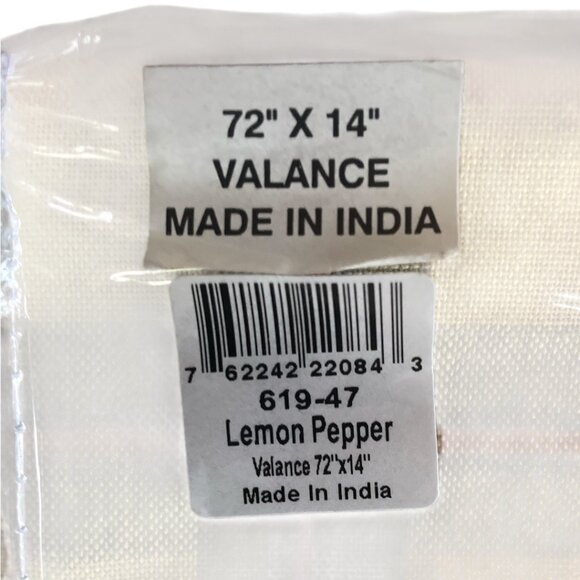 72" X 14"
VALANCE
MADE IN INDIA
7 62242 22084 3
619-47
Lemon Pepper
Valance 72"x14"
Made In India